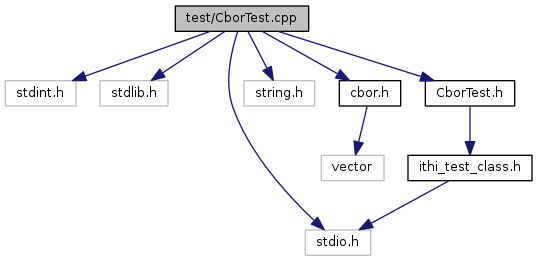 test/CborTest.cpp
stdint.h
stdlib.h
string.h
cbor.h
CborTest.h
vector
ithi_test_class.h
stdio.h